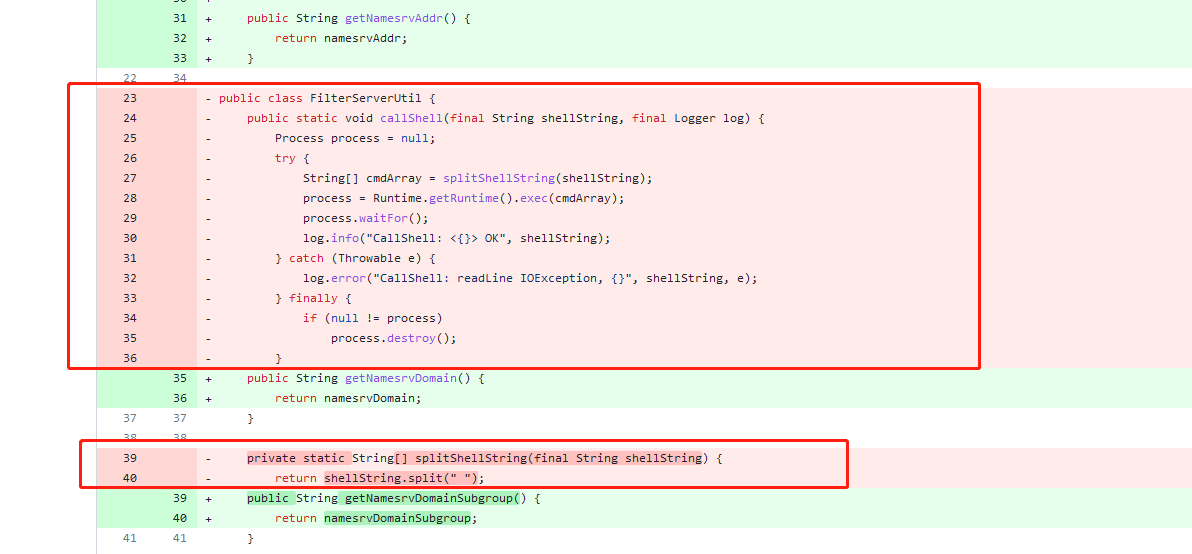 31 + public String getNamesrvAddr() {
32 + return namesrvAddr;
33 + }
22 34
23 - public class FilterServerUtil {
24 - public static void callShell(final String shellString, final Logger log) {
25 - Process process = null;
26 - try {
27 - String[] cmdArray = splitShellString(shellString);
28 - process = Runtime.getRuntime().exec(cmdArray);
29 - process.waitFor();
30 - log.info("CallShell: <{}> OK", shellString);
31 - } catch (Throwable e) {
32 - log.error("CallShell: readLine IOException, {}", shellString, e);
33 - } finally {
34 - if (null != process)
35 - process.destroy();
36 - }
35 + public String getNamesrvDomain() {
36 + return namesrvDomain;
37 37 }
38 38
39 - private static String[] splitShellString(final String shellString) {
40 - return shellString.split(" ");
39 + public String getNamesrvDomainSubgroup() {
40 + return namesrvDomainSubgroup;
41 41 }